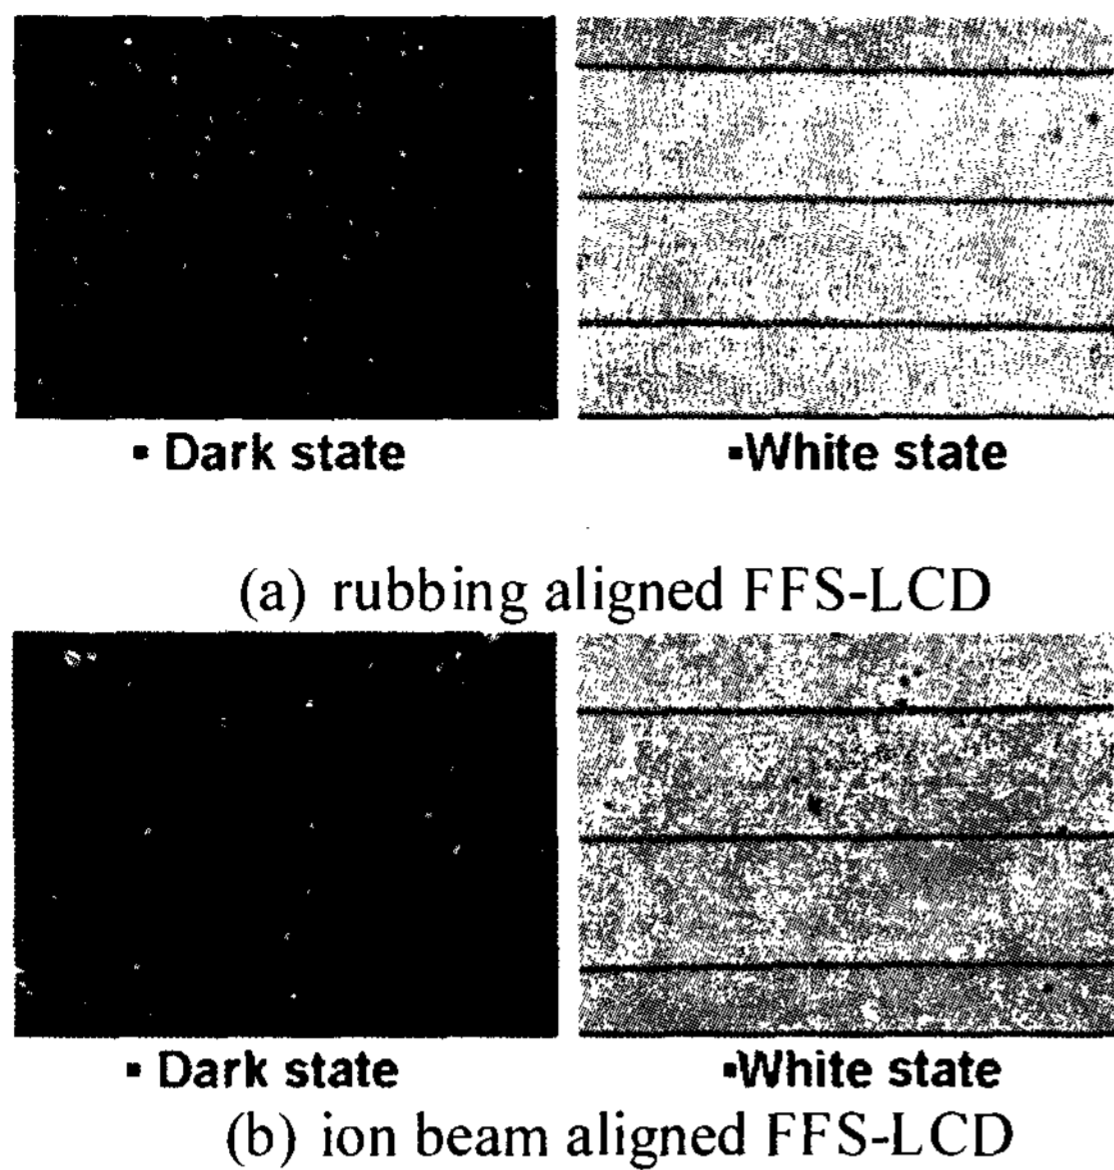 ▪ Dark state
▪White state
(a) rubbing aligned FFS-LCD
▪ Dark state
▪White state
(b) ion beam aligned FFS-LCD